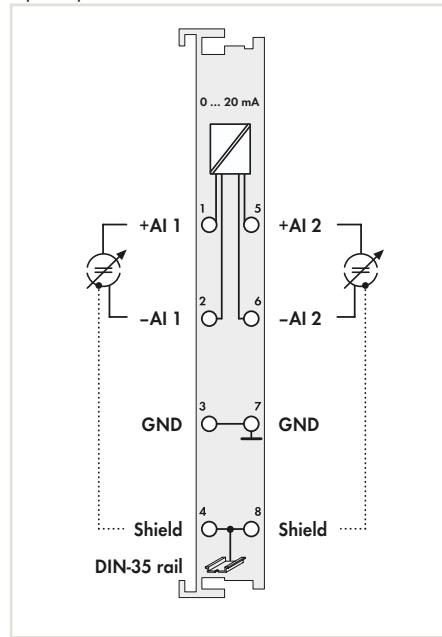 0 ... 20 mA
1 5
+AI 1 +AI 2
2 6
–AI 1 –AI 2
3 7
GND GND
4 8
Shield Shield
DIN-35 rail